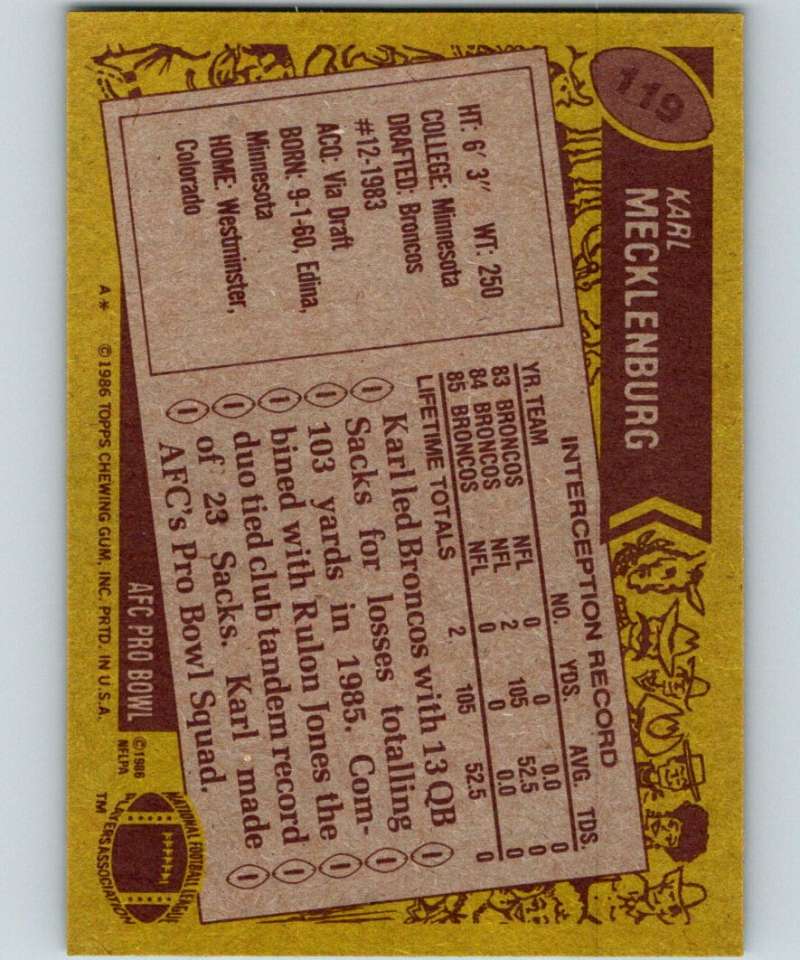 119
KARL
MECKLENBURG
HT: 6' 3" WT: 250
COLLEGE: Minnesota
DRAFTED: Broncos
#12-1983
ACQ: Via Draft
BORN: 9-1-60, Edina,
Minnesota
HOME: Westminster,
Colorado
INTERCEPTION RECORD
YR. TEAM NO. YDS. AVG. TDS.
83 BRONCOS NFL 0 0 0.0 0
84 BRONCOS NFL 2 105 52.5 0
85 BRONCOS NFL 0 0 0.0 0
LIFETIME TOTALS 2. 105 52.5 0
Karl led Broncos with 13 QB
Sacks for losses totalling
103 yards in 1985. Com-
bined with Rulon Jones the
duo tied club tandem record
of 23 Sacks. Karl made
AFC's Pro Bowl Squad.
AFC PRO BOWL
A* ©1986 TOPPS CHEWING GUM, INC. PRTD. IN U.S.A.
©1986
NFLPA
NATIONAL FOOTBALL LEAGUE
PLAYERS ASSOCIATION
TM